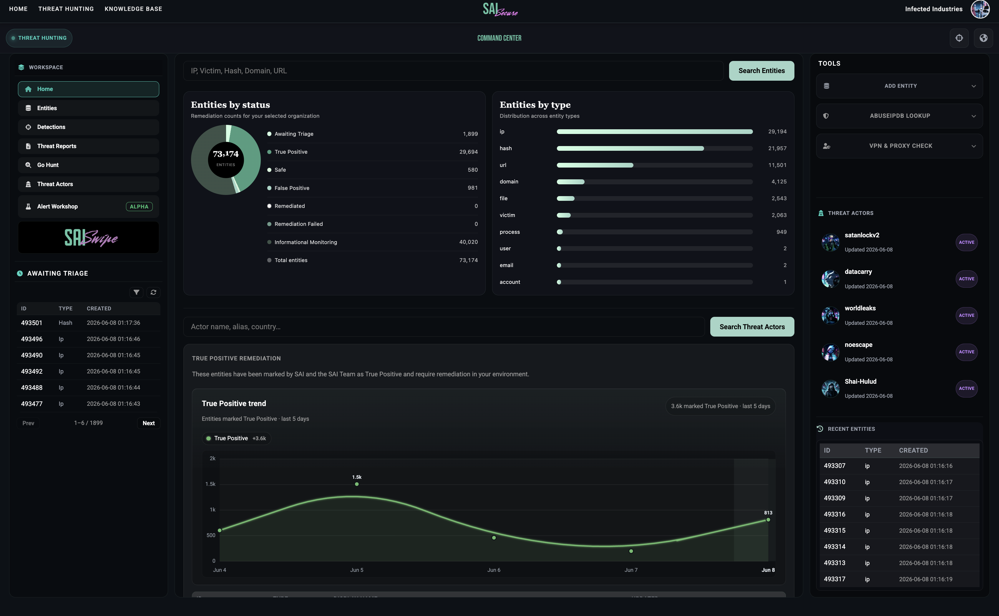 HOME THREAT HUNTING KNOWLEDGE BASE
SAI Secure
Infected Industries
THREAT HUNTING
COMMAND CENTER
WORKSPACE
Home
Entities
Detections
Threat Reports
Go Hunt
Threat Actors
Alert Workshop ALPHA
SAI Swipe
AWAITING TRIAGE
ID TYPE CREATED
493501 Hash 2026-06-08 01:17:36
493496 Ip 2026-06-08 01:16:46
493490 Ip 2026-06-08 01:16:45
493492 Ip 2026-06-08 01:16:45
493488 Ip 2026-06-08 01:16:44
493477 Ip 2026-06-08 01:16:43
Prev 1–6 / 1899 Next
IP, Victim, Hash, Domain, URL
Search Entities
Entities by status
Remediation counts for your selected organization
73,174
ENTITIES
Awaiting Triage 1,899
True Positive 29,694
Safe 580
False Positive 981
Remediated 0
Remediation Failed 0
Informational Monitoring 40,020
Total entities 73,174
Entities by type
Distribution across entity types
ip 29,194
hash 21,957
url 11,501
domain 4,125
file 2,543
victim 2,063
process 949
user 2
email 2
account 1
Actor name, alias, country...
Search Threat Actors
TRUE POSITIVE REMEDIATION
These entities have been marked by SAI and the SAI Team as True Positive and require remediation in your environment.
True Positive trend
3.6k marked True Positive · last 5 days
Entities marked True Positive · last 5 days
True Positive +3.6k
2k
1.5k
1.5k
1k
813
500
0
Jun 4 Jun 5 Jun 6 Jun 7 Jun 8
TOOLS
ADD ENTITY
ABUSEIPDB LOOKUP
VPN & PROXY CHECK
THREAT ACTORS
satanlockv2
Updated 2026-06-08
ACTIVE
datacarry
Updated 2026-06-08
ACTIVE
worldleaks
Updated 2026-06-08
ACTIVE
noescape
Updated 2026-06-08
ACTIVE
Shai-Hulud
Updated 2026-06-08
ACTIVE
RECENT ENTITIES
ID TYPE CREATED
493307 ip 2026-06-08 01:16:16
493310 ip 2026-06-08 01:16:17
493309 ip 2026-06-08 01:16:17
493316 ip 2026-06-08 01:16:18
493315 ip 2026-06-08 01:16:18
493314 ip 2026-06-08 01:16:18
493313 ip 2026-06-08 01:16:18
493317 ip 2026-06-08 01:16:19